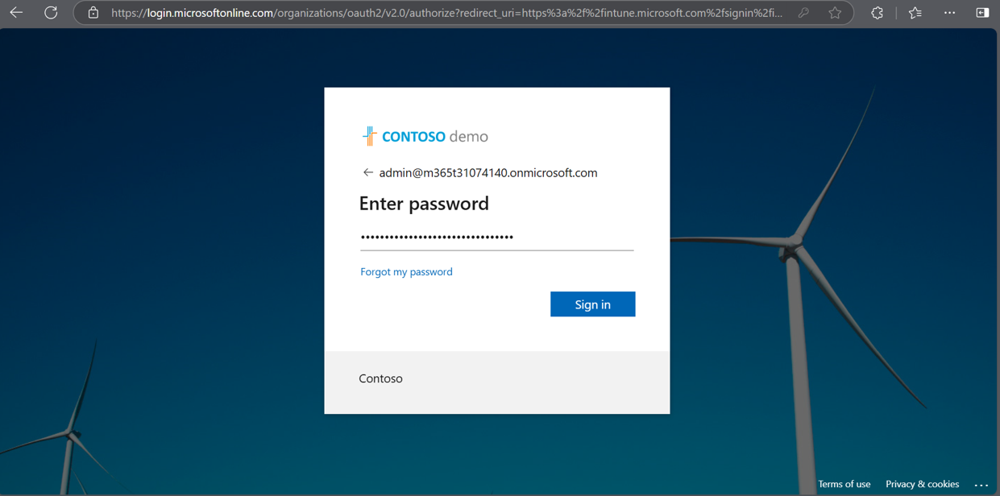 https://login.microsoftonline.com/organizations/oauth2/v2.0/authorize?redirect_uri=https%3a%2f%2fintune.microsoft.com%2fsignin%2fi...
CONTOSO demo
admin@m365t31074140.onmicrosoft.com
Enter password
Forgot my password
Sign in
Contoso
Terms of use Privacy & cookies